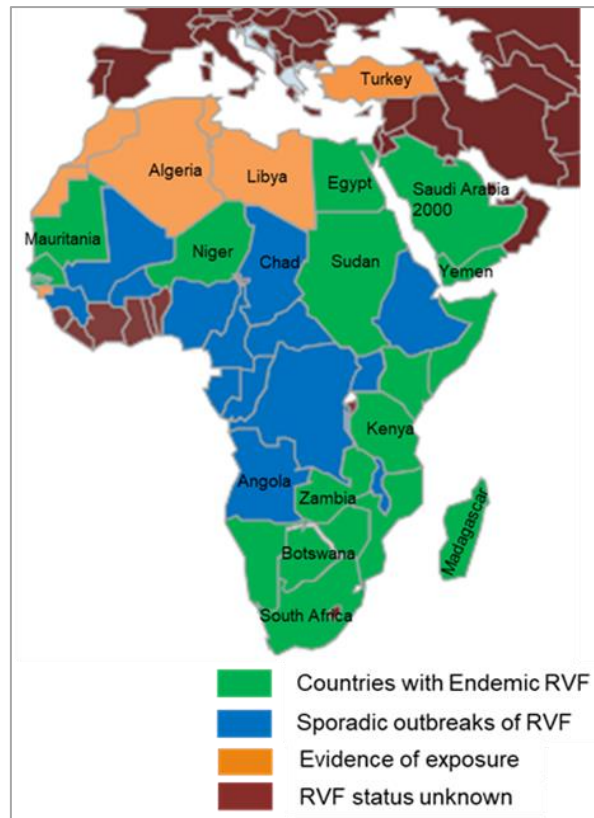 Turkey
Algeria
Libya
Egypt
Saudi Arabia
2000
Mauritania
Niger
Chad
Sudan
Yemen
Kenya
Angola
Zambia
Madagascar
Botswana
South Africa
Countries with Endemic RVF
Sporadic outbreaks of RVF
Evidence of exposure
RVF status unknown